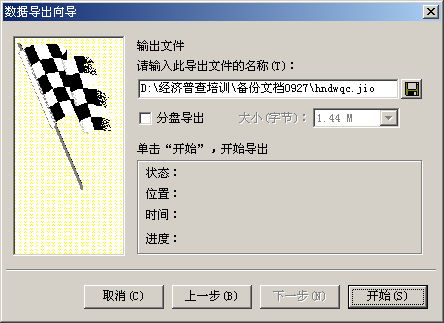 数据导出向导
输出文件
请输入此导出文件的名称(T)：
D:\经济普查培训\备份文档0927\hndwqc.jio
分盘导出 大小(字节)： 1.44 M
单击“开始”，开始导出
状态：
位置：
时间：
进度：
取消(C) 上一步(B) 下一步(N) 开始(S)